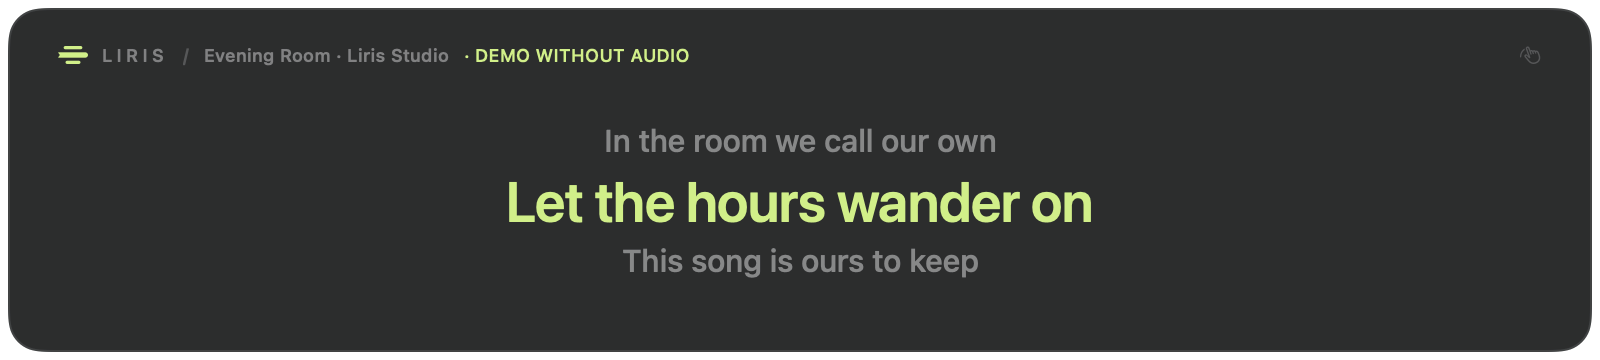 LIRIS / Evening Room · Liris Studio · DEMO WITHOUT AUDIO
In the room we call our own
Let the hours wander on
This song is ours to keep